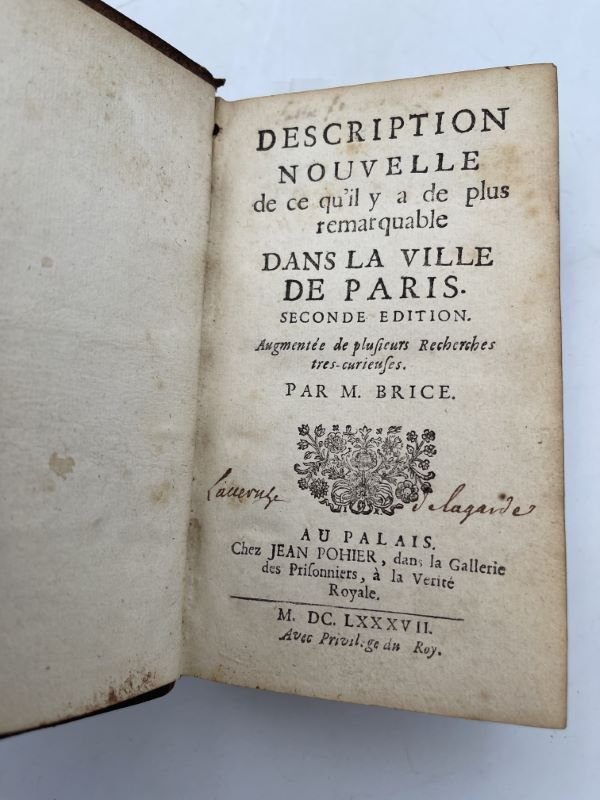 DESCRIPTION
NOUVELLE
de ce qu'il y a de plus
remarquable
DANS LA VILLE
DE PARIS.
SECONDE EDITION.
Augmentée de plusieurs Recherches
tres-curieuses.
PAR M. BRICE.
delagarde
AU PALAIS.
Chez JEAN POHIER, dans la Gallerie
des Prisonniers, à la Verité
Royale.
M. DC. LXXXVII.
Avec Privilege du Roy.